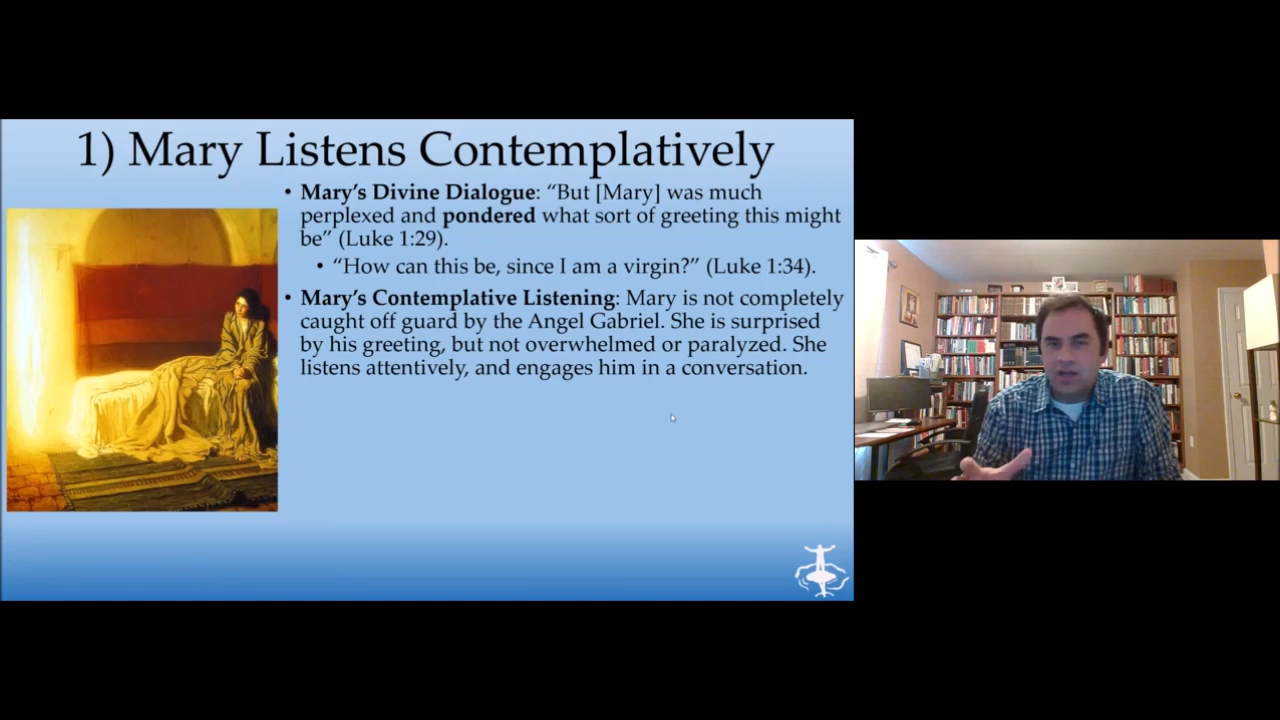 1) Mary Listens Contemplatively
• Mary’s Divine Dialogue: “But [Mary] was much
perplexed and pondered what sort of greeting this might
be” (Luke 1:29).
• “How can this be, since I am a virgin?” (Luke 1:34).
• Mary’s Contemplative Listening: Mary is not completely
caught off guard by the Angel Gabriel. She is surprised
by his greeting, but not overwhelmed or paralyzed. She
listens attentively, and engages him in a conversation.